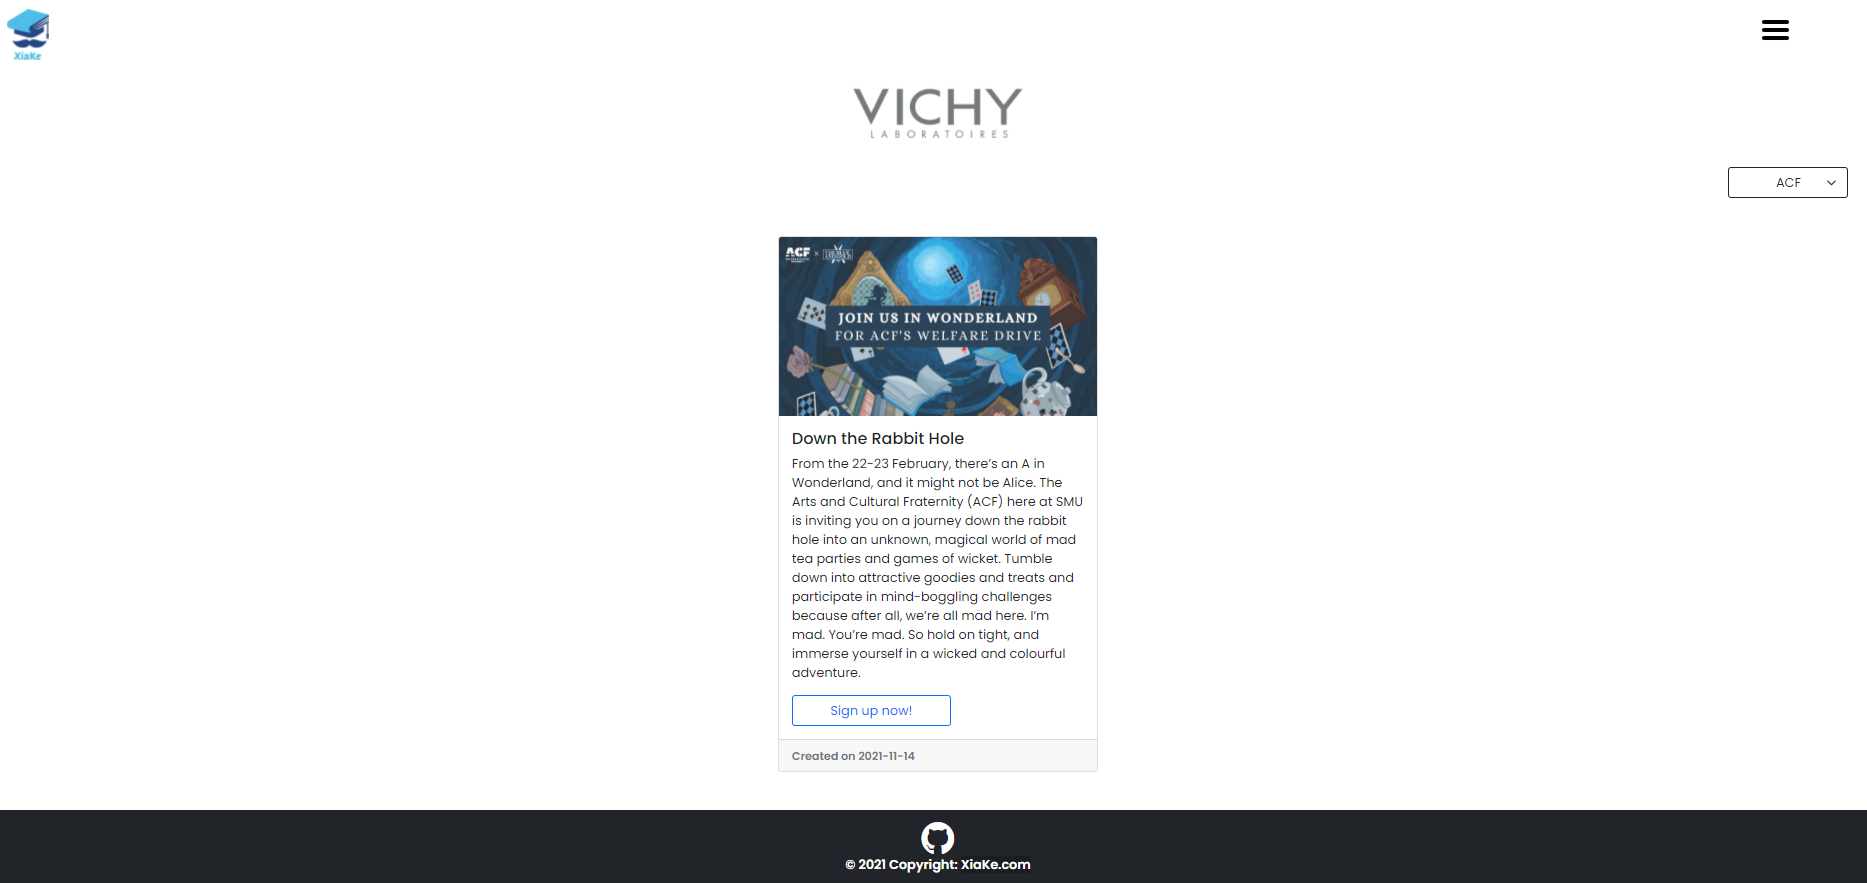 XiaKe
VICHY
LABORATOIRES
ACF
ACF x
JOIN US IN WONDERLAND
FOR ACF'S WELFARE DRIVE
Down the Rabbit Hole
From the 22-23 February, there's an A in
Wonderland, and it might not be Alice. The
Arts and Cultural Fraternity (ACF) here at SMU
is inviting you on a journey down the rabbit
hole into an unknown, magical world of mad
tea parties and games of wicket. Tumble
down into attractive goodies and treats and
participate in mind-boggling challenges
because after all, we’re all mad here. I’m
mad. You’re mad. So hold on tight, and
immerse yourself in a wicked and colourful
adventure.
Sign up now!
Created on 2021-11-14
© 2021 Copyright: XiaKe.com